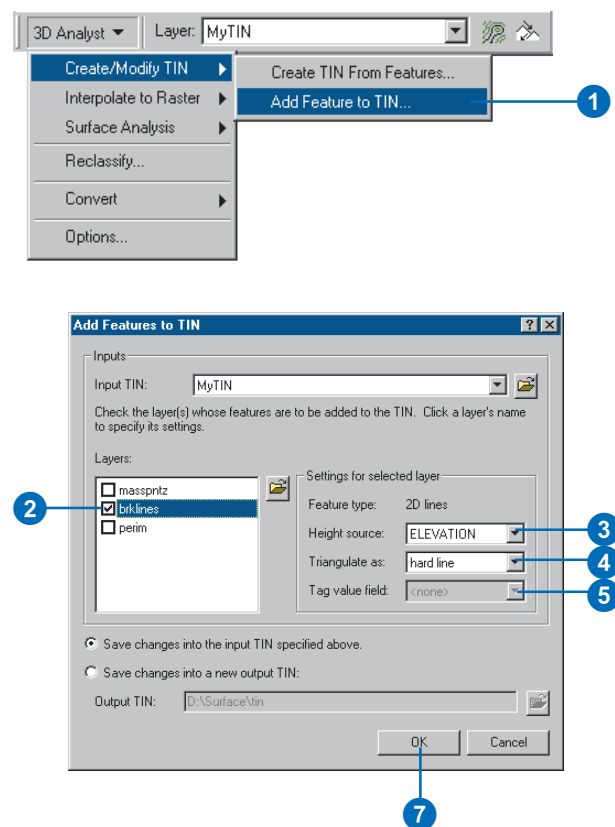 3D Analyst Layer: MyTIN
Create/Modify TIN
Interpolate to Raster
Surface Analysis
Reclassify...
Convert
Options...
Create TIN From Features...
Add Feature to TIN...
1
Add Features to TIN
Inputs
Input TIN: MyTIN
Check the layer(s) whose features are to be added to the TIN. Click a layer's name
to specify its settings.
Layers:
masspntz
2
brklines
perim
Settings for selected layer
Feature type: 2D lines
Height source: ELEVATION
3
Triangulate as: hard line
4
Tag value field: <none>
5
Save changes into the input TIN specified above.
Save changes into a new output TIN:
Output TIN: D:\Surface\tin
OK Cancel
7